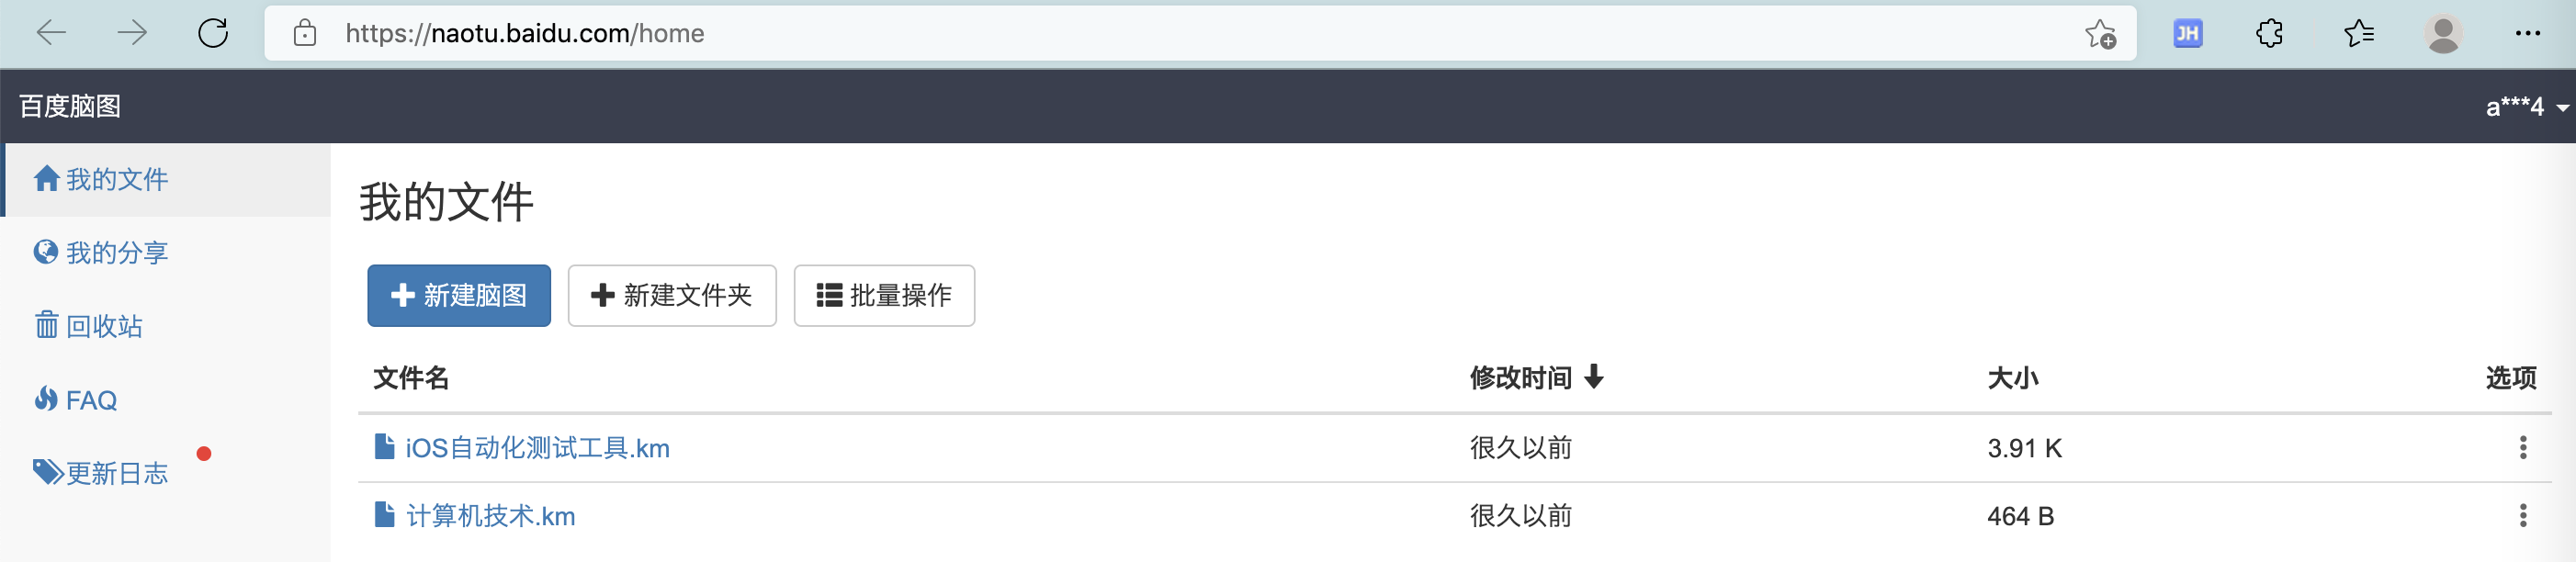 https://naotu.baidu.com/home
JH
百度脑图
a***4
我的文件
我的分享
回收站
FAQ
更新日志
我的文件
新建脑图 新建文件夹 批量操作
文件名 修改时间 大小 选项
iOS自动化测试工具.km 很久以前 3.91 K
计算机技术.km 很久以前 464 B